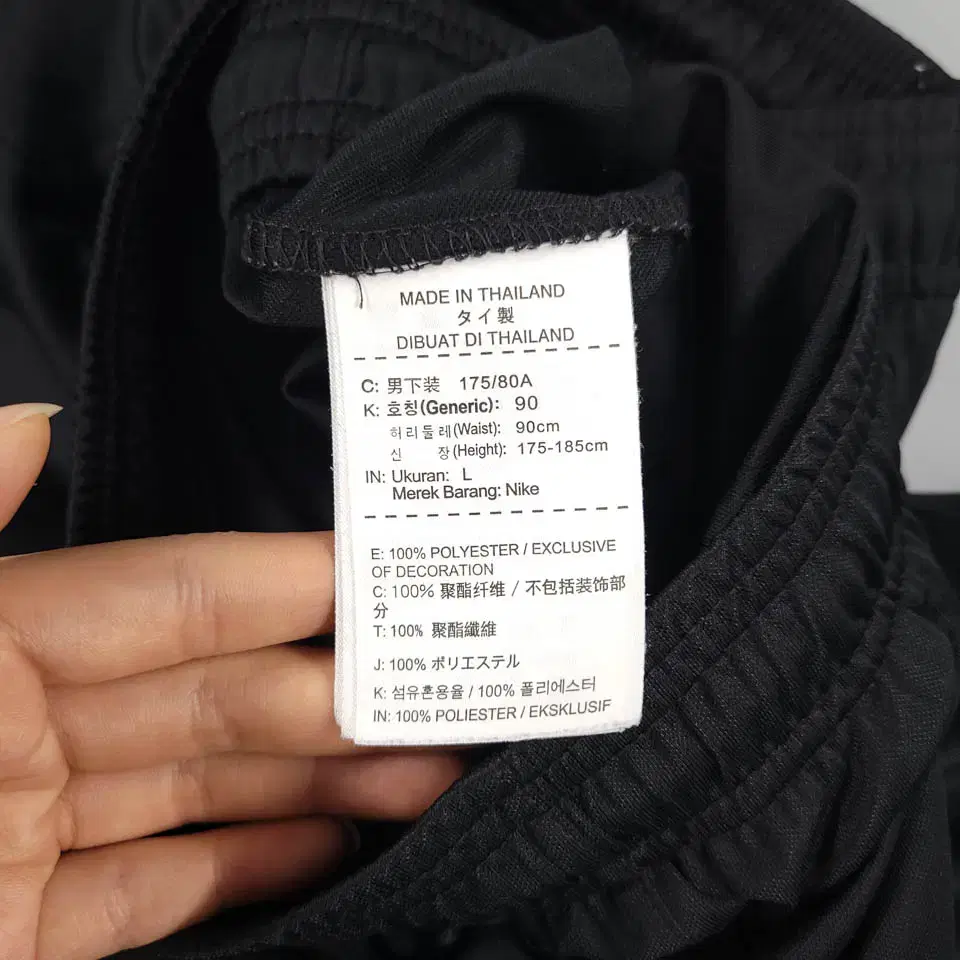 MADE IN THAILAND
タイ製
DIBUAT DI THAILAND
C: 男下装 175/80A
K: 호칭(Generic): 90
허리둘레(Waist): 90cm
신 장(Height): 175-185cm
IN: Ukuran: L
Merek Barang: Nike
E: 100% POLYESTER / EXCLUSIVE
OF DECORATION
C: 100% 聚酯纤维 / 不包括装饰部
分
T: 100% 聚酯纖維
J: 100% ポリエステル
K: 섬유혼용율 / 100% 폴리에스터
IN: 100% POLIESTER / EKSKLUSIF